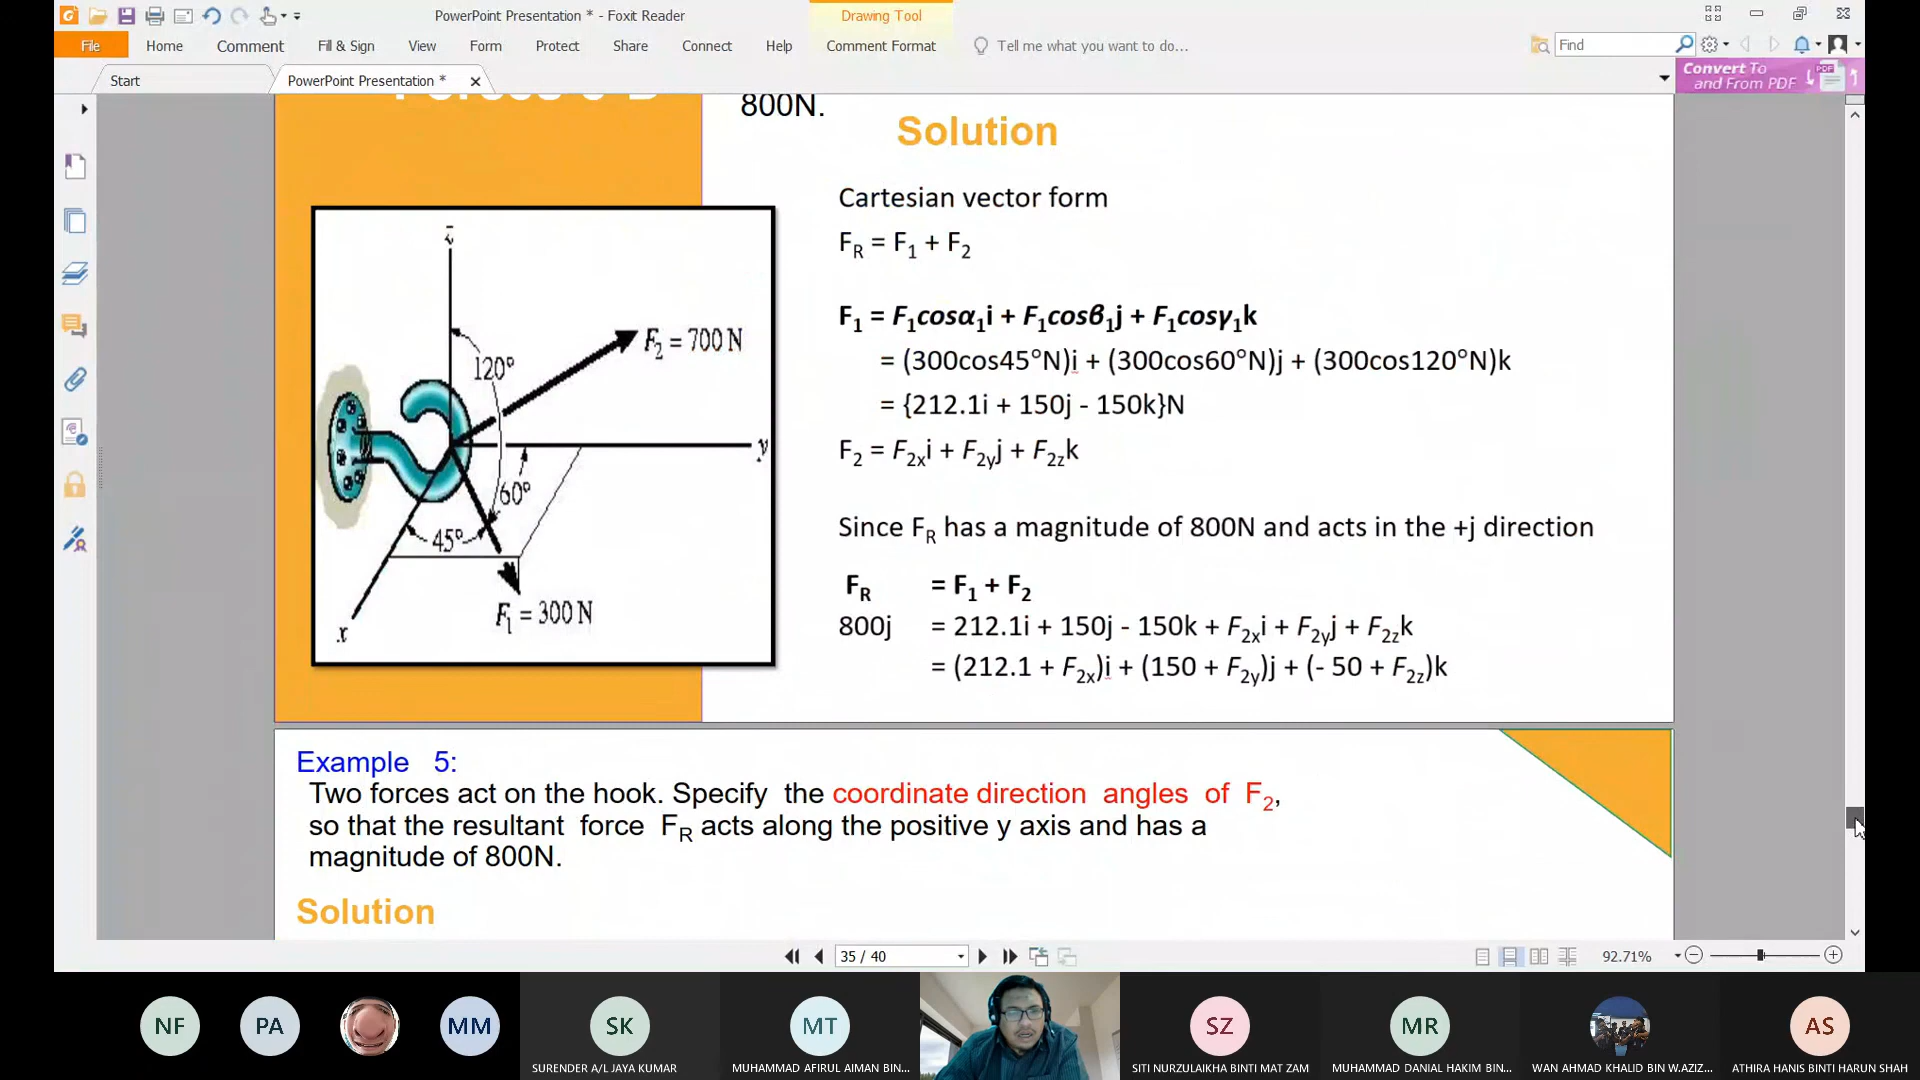 PowerPoint Presentation * - Foxit Reader
Drawing Tool
File
Home
Comment
Fill & Sign
View
Form
Protect
Share
Connect
Help
Comment Format
Tell me what you want to do...
Find
Start
PowerPoint Presentation *
Convert To
and From PDF
PDF
800N.
Solution
Cartesian vector form
FR = F1 + F2
F1 = F1cosα1i + F1cosβ1j + F1cosγ1k
= (300cos45°N)i + (300cos60°N)j + (300cos120°N)k
= {212.1i + 150j - 150k}N
F2 = F2xi + F2yj + F2zk
Since FR has a magnitude of 800N and acts in the +j direction
FR = F1 + F2
800j = 212.1i + 150j - 150k + F2xi + F2yj + F2zk
= (212.1 + F2x)i + (150 + F2y)j + (- 50 + F2z)k
z
F2 = 700 N
120°
y
60°
45°
F1 = 300 N
x
Example 5:
Two forces act on the hook. Specify the coordinate direction angles of F2,
so that the resultant force FR acts along the positive y axis and has a
magnitude of 800N.
Solution
35 / 40
92.71%
NF
PA
MM
SK
SURENDER A/L JAYA KUMAR
MT
MUHAMMAD AFIRUL AIMAN BIN...
SZ
SITI NURZULAIKHA BINTI MAT ZAM
MR
MUHAMMAD DANIAL HAKIM BIN...
WAN AHMAD KHALID BIN W.AZIZ...
AS
ATHIRA HANIS BINTI HARUN SHAH